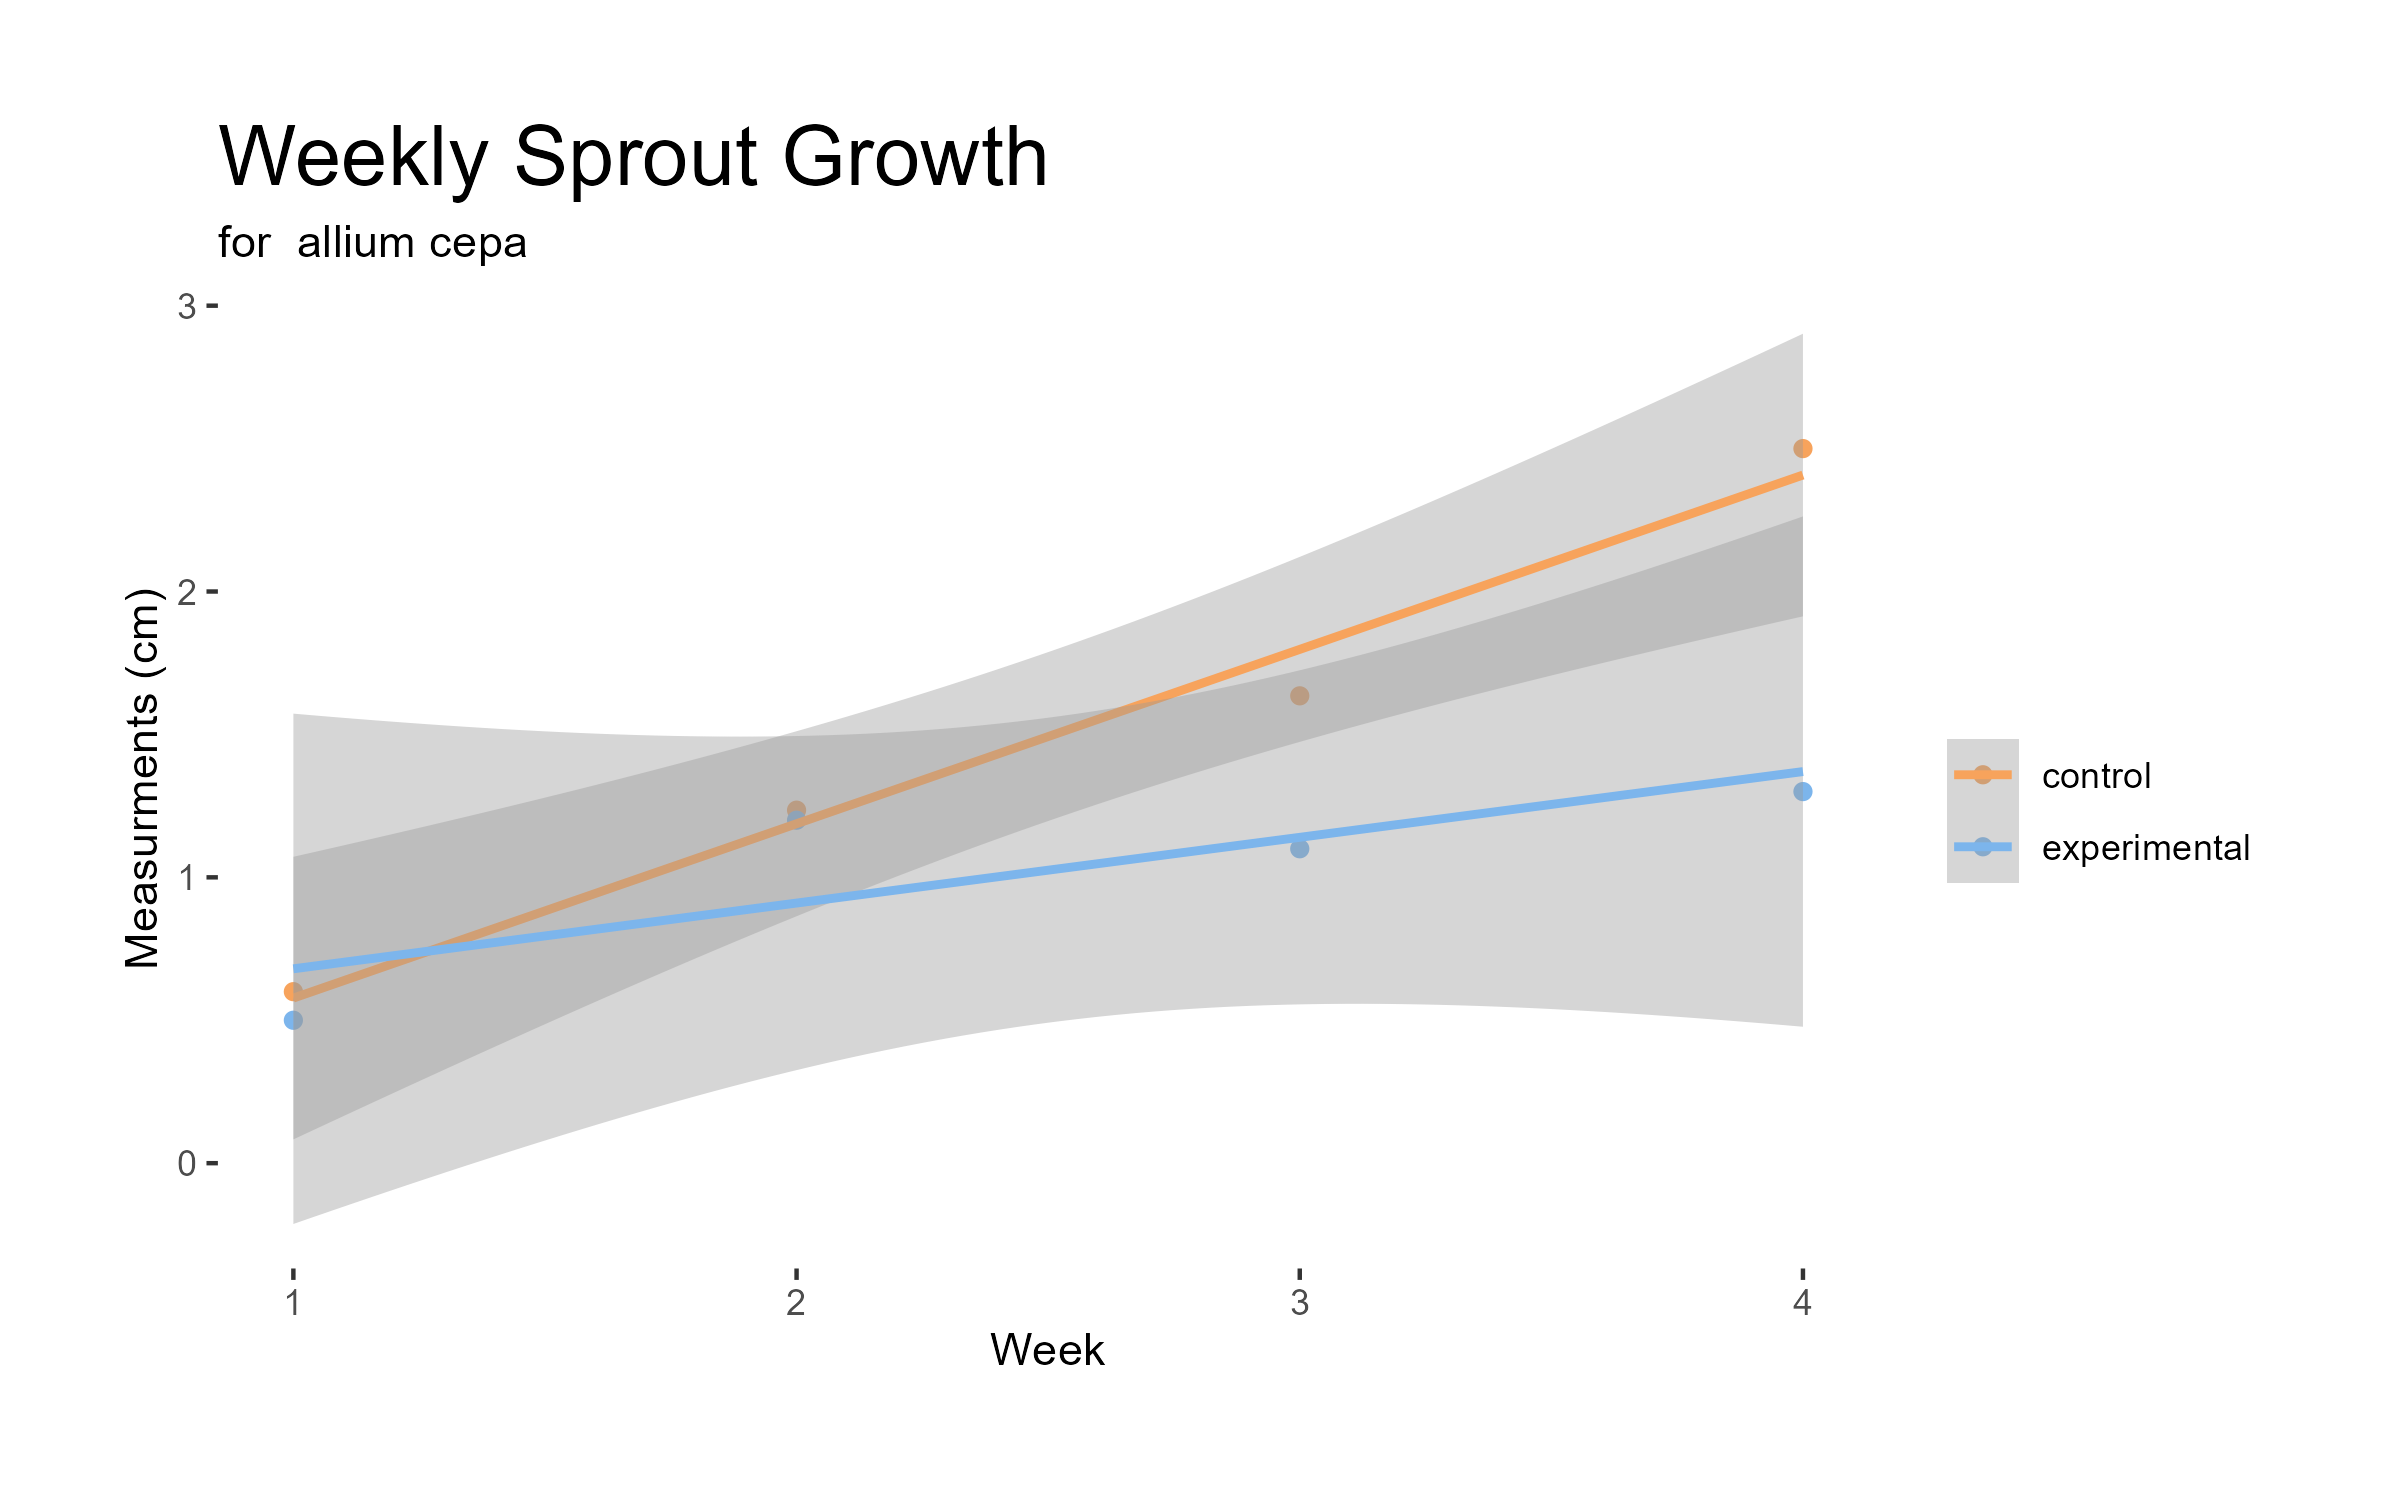 Weekly Sprout Growth
for  allium cepa
3
2
1
0
Measurments (cm)
1
2
3
4
Week
control
experimental